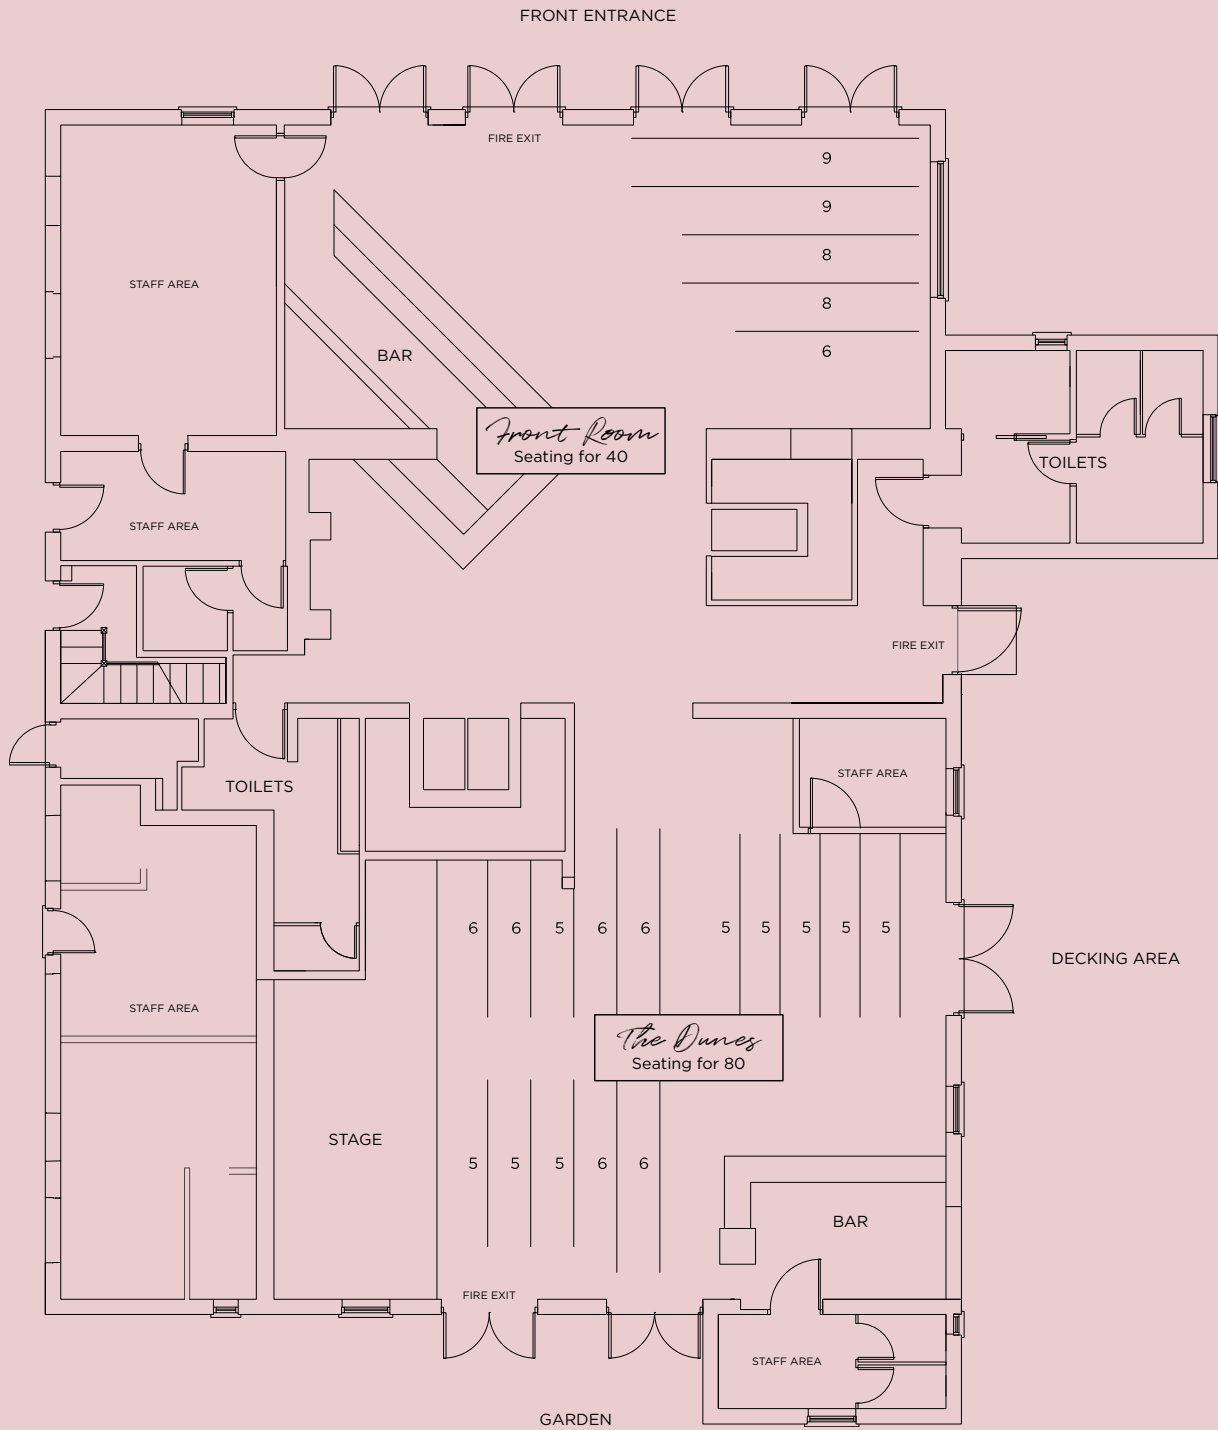 FRONT ENTRANCE
FIRE EXIT
9
9
8
8
6
STAFF AREA
BAR
Front Room
Seating for 40
TOILETS
STAFF AREA
FIRE EXIT
STAFF AREA
TOILETS
6 6 5 6 6 5 5 5 5 5
DECKING AREA
STAFF AREA
The Dunes
Seating for 80
STAGE
5 5 5 6 6
BAR
FIRE EXIT
STAFF AREA
GARDEN